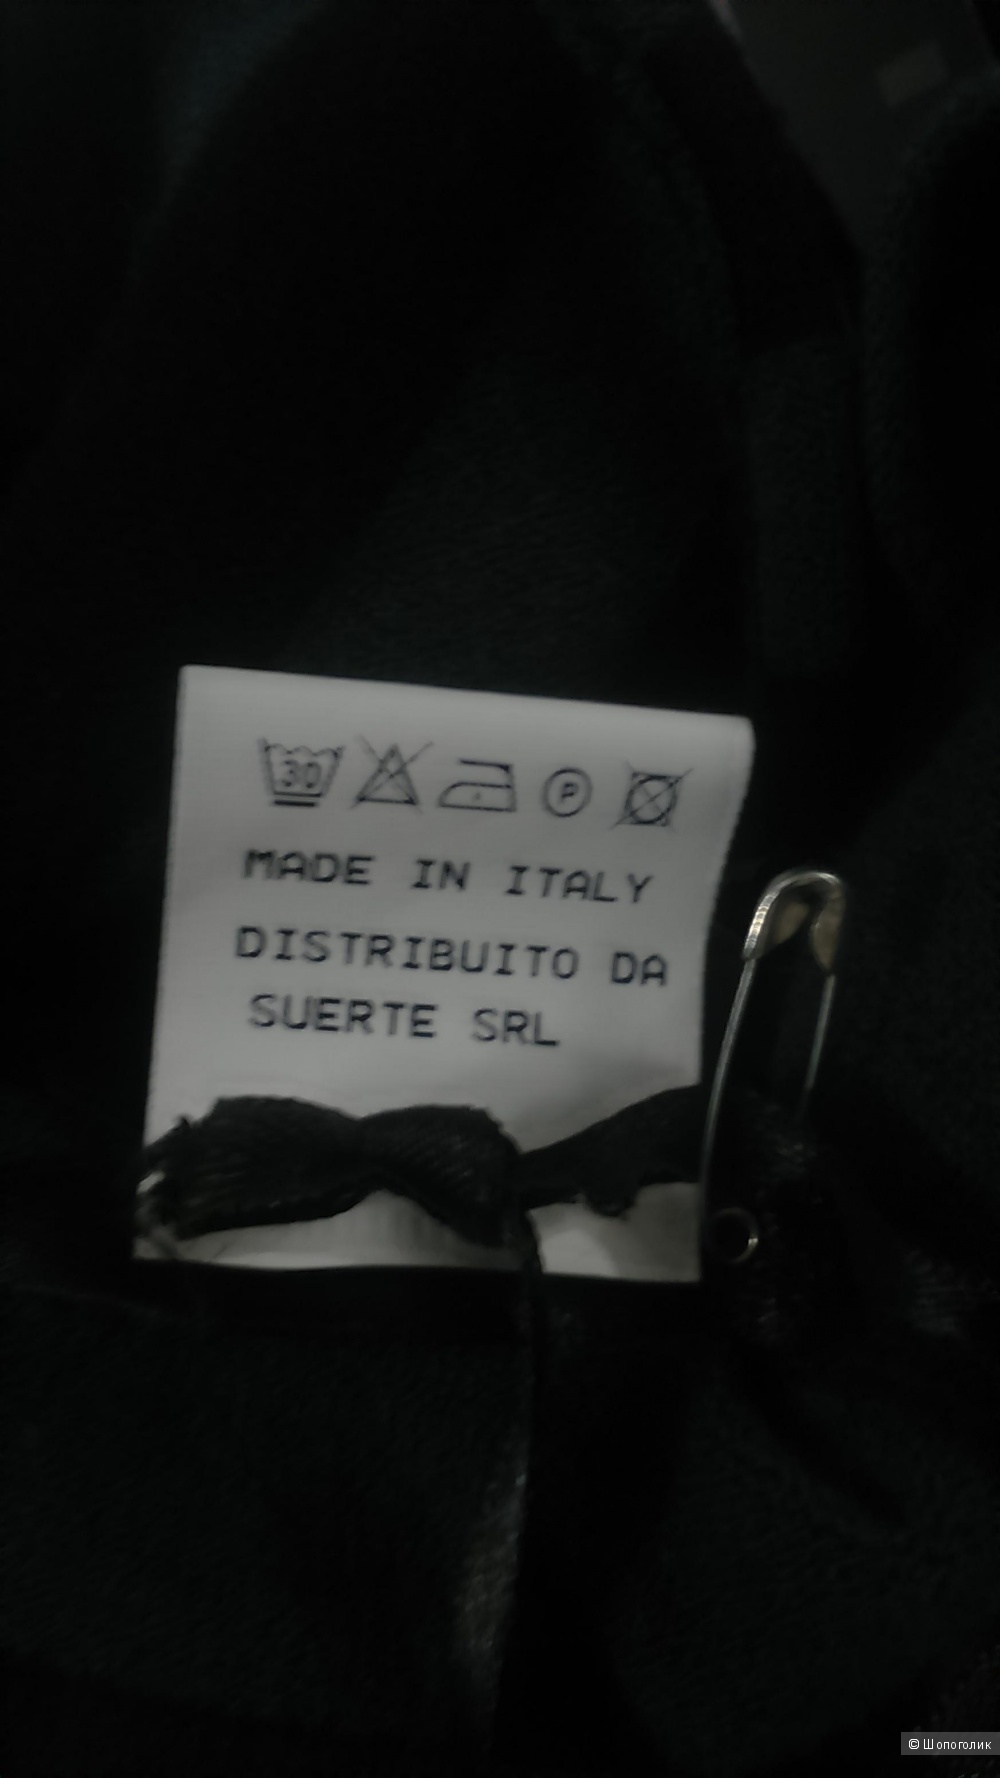 30
P
MADE IN ITALY
DISTRIBUITO DA
SUERTE SRL
© Шопоголик